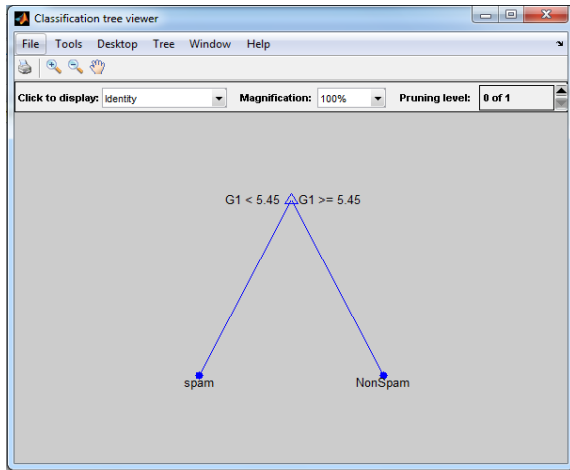 Classification tree viewer
File Tools Desktop Tree Window Help
Click to display: Identity Magnification: 100% Pruning level: 0 of 1
G1 < 5.45 G1 >= 5.45
spam NonSpam